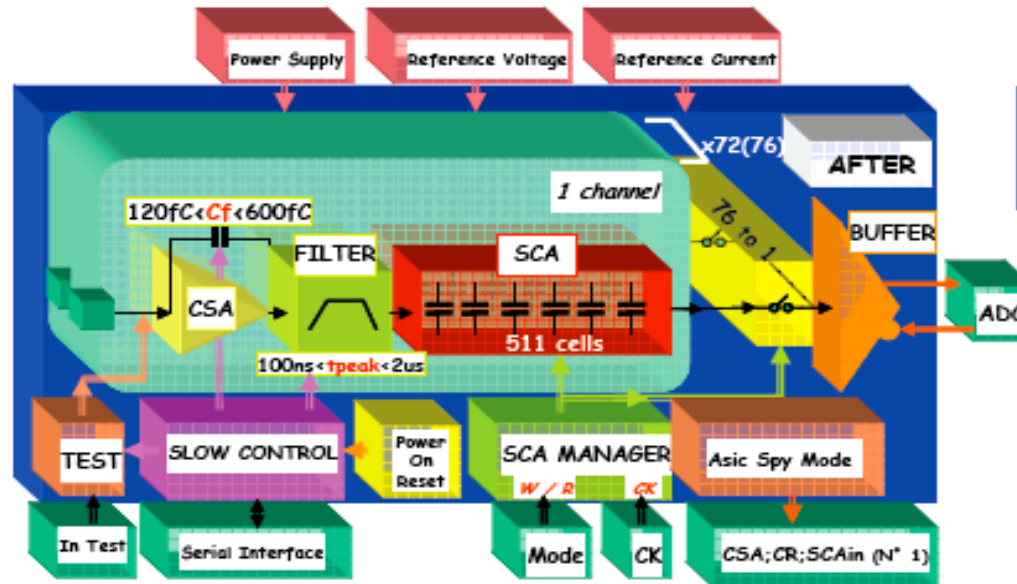 Power Supply
Reference Voltage
Reference Current
x72(76)
AFTER
1 channel
120fC<Cf<600fC
76 to 1
BUFFER
FILTER
SCA
CSA
ADC
511 cells
100ns<tpeak<2us
TEST
SLOW CONTROL
Power
On
Reset
SCA MANAGER
W / R
CK
Asic Spy Mode
In Test
Serial Interface
Mode
CK
CSA;CR;SCAin (N° 1)